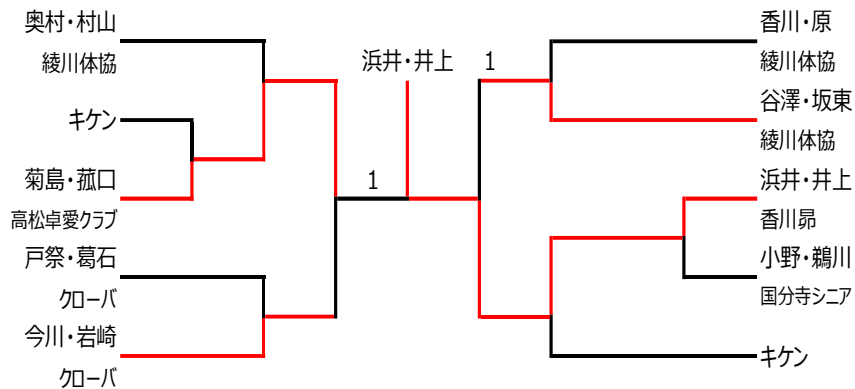 奥村・村山
綾川体協
キケン
菊島・菰口
高松卓愛クラブ
戸祭・葛石
クローバ
今川・岩崎
クローバ
浜井・井上
1
1
香川・原
綾川体協
谷澤・坂東
綾川体協
浜井・井上
香川昴
小野・鵜川
国分寺シニア
キケン